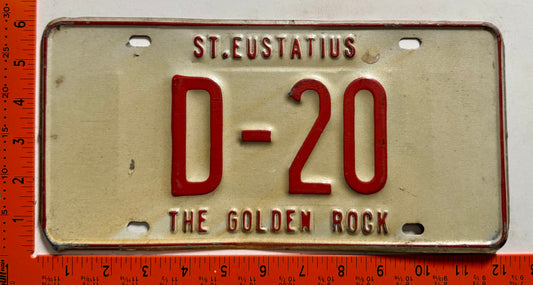 ST.EUSTATIUS
D-20
THE GOLDEN ROCK